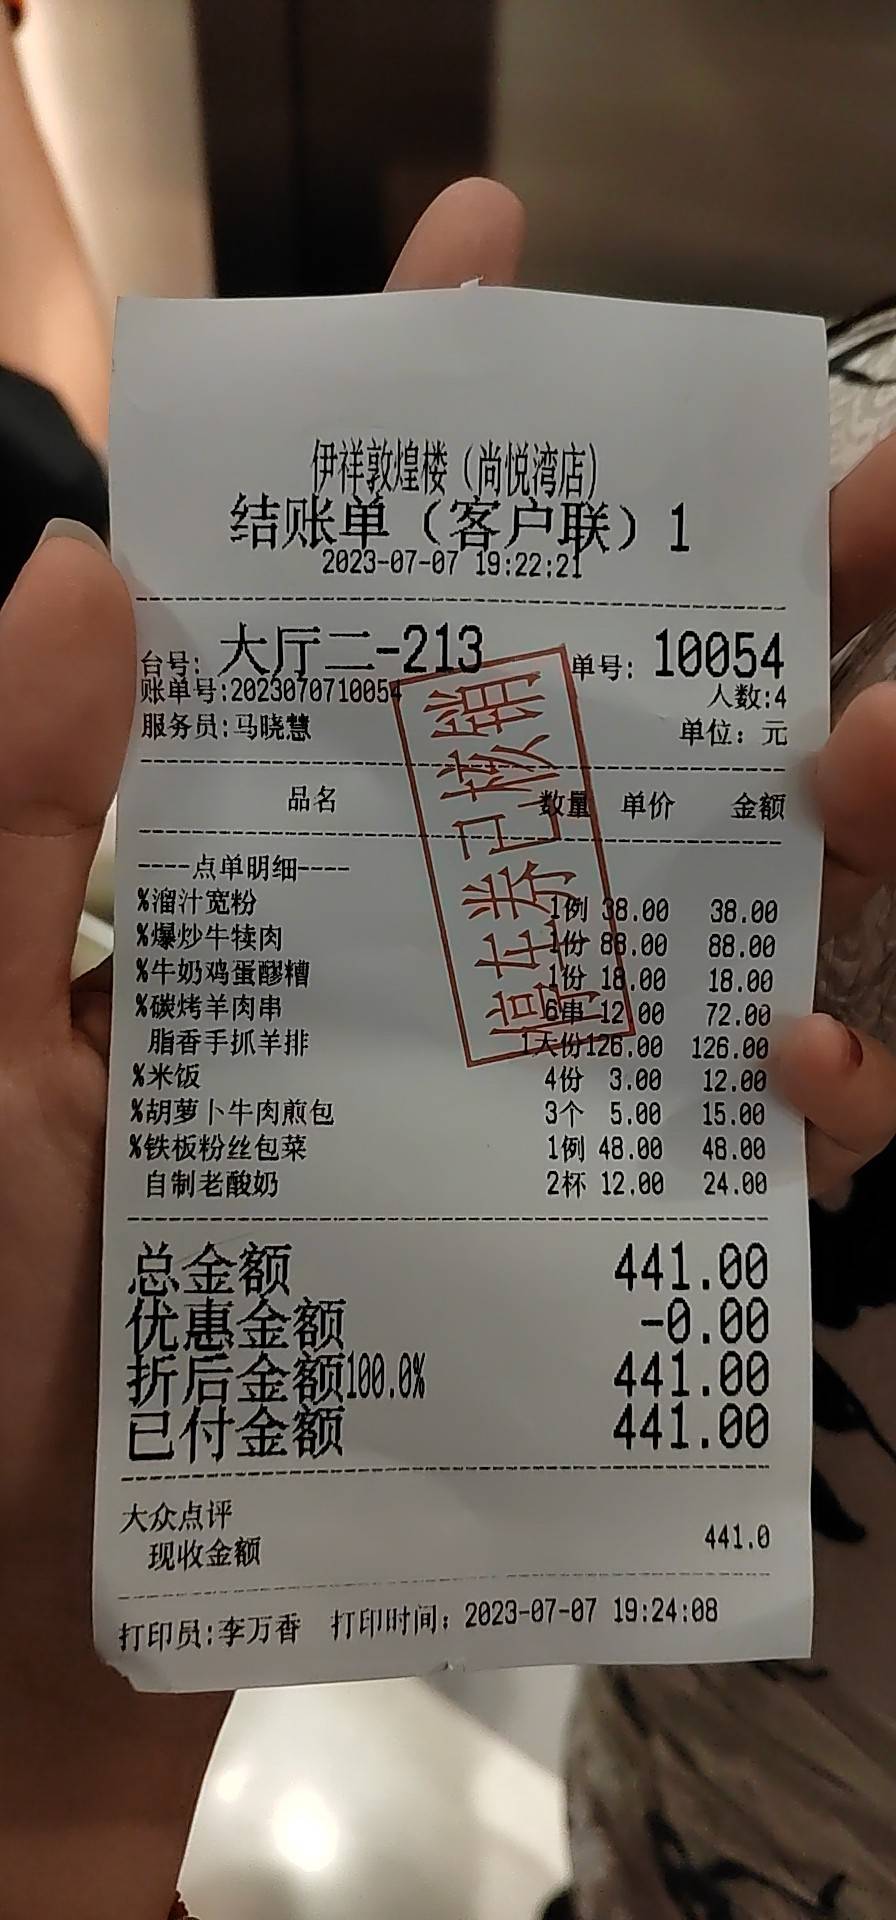 伊祥敦煌楼（尚悦湾店）
结账单（客户联）1
2023-07-07 19:22:21
台号: 大厅二-213 单号: 10054
账单号:2023070710054 人数:4
服务员:马晓慧 单位: 元
品名 数量 单价 金额
----点单明细----
%溜汁宽粉 1例 38.00 38.00
%爆炒牛犊肉 1份 88.00 88.00
%牛奶鸡蛋醪糟 1份 18.00 18.00
%碳烤羊肉串 6串 12.00 72.00
脂香手抓羊排 1大份126.00 126.00
%米饭 4份 3.00 12.00
%胡萝卜牛肉煎包 3个 5.00 15.00
%铁板粉丝包菜 1例 48.00 48.00
自制老酸奶 2杯 12.00 24.00
总金额 441.00
优惠金额 -0.00
折后金额100.0% 441.00
已付金额 441.00
大众点评
现收金额 441.0
打印员:李万香 打印时间: 2023-07-07 19:24:08
券已核销